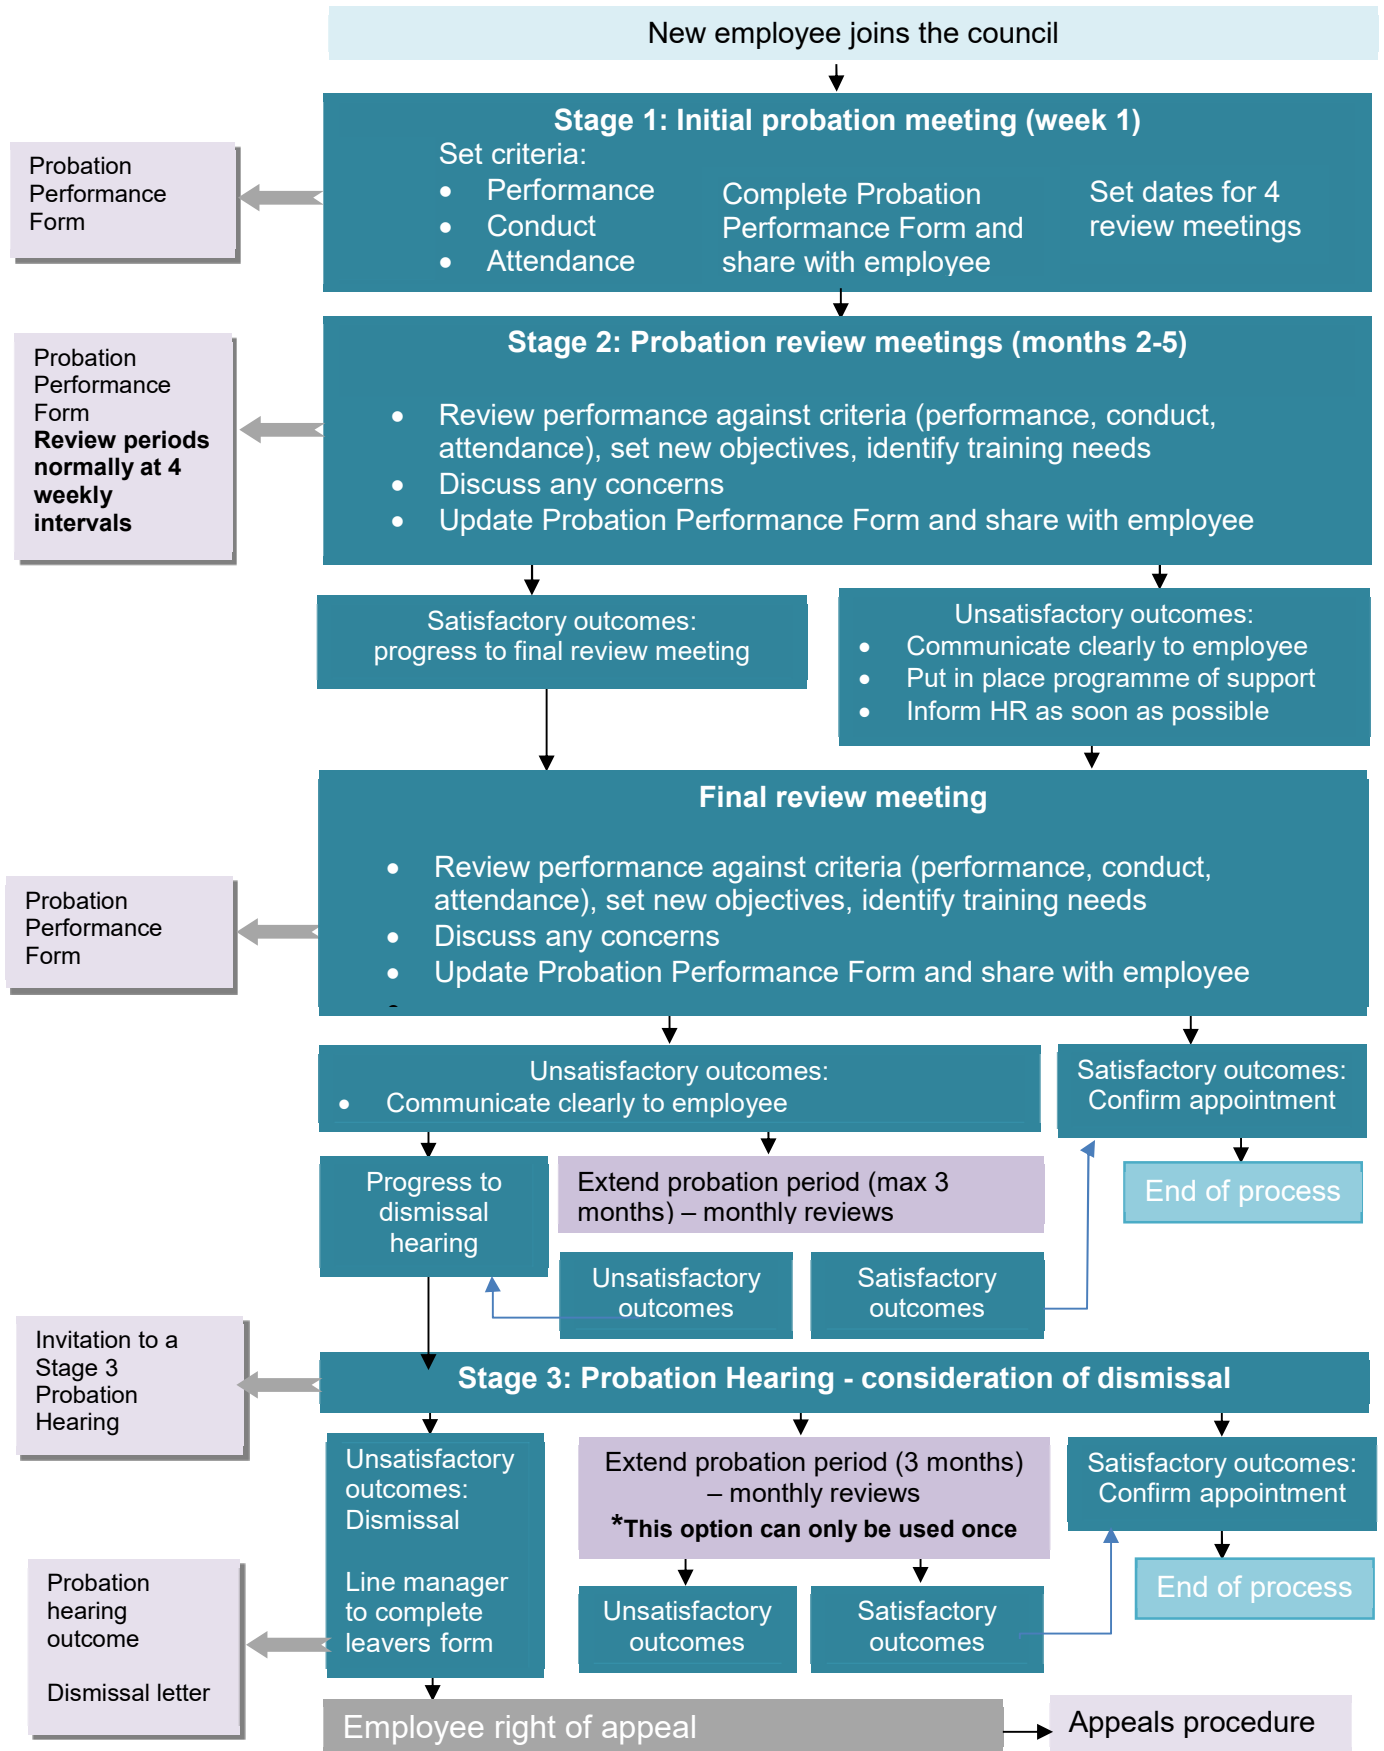 New employee joins the council
Stage 1: Initial probation meeting (week 1)
Set criteria:
• Performance
• Conduct
• Attendance
Complete Probation
Performance Form and
share with employee
Set dates for 4
review meetings
Probation
Performance
Form
Stage 2: Probation review meetings (months 2-5)
• Review performance against criteria (performance, conduct,
attendance), set new objectives, identify training needs
• Discuss any concerns
• Update Probation Performance Form and share with employee
Probation
Performance
Form
Review periods
normally at 4
weekly
intervals
Satisfactory outcomes:
progress to final review meeting
Unsatisfactory outcomes:
• Communicate clearly to employee
• Put in place programme of support
• Inform HR as soon as possible
Final review meeting
• Review performance against criteria (performance, conduct,
attendance), set new objectives, identify training needs
• Discuss any concerns
• Update Probation Performance Form and share with employee
Probation
Performance
Form
Unsatisfactory outcomes:
• Communicate clearly to employee
Satisfactory outcomes:
Confirm appointment
Progress to
dismissal
hearing
Extend probation period (max 3
months) – monthly reviews
End of process
Unsatisfactory
outcomes
Satisfactory
outcomes
Invitation to a
Stage 3
Probation
Hearing
Stage 3: Probation Hearing - consideration of dismissal
Unsatisfactory
outcomes:
Dismissal
Line manager
to complete
leavers form
Extend probation period (3 months)
– monthly reviews
*This option can only be used once
Satisfactory outcomes:
Confirm appointment
End of process
Unsatisfactory
outcomes
Satisfactory
outcomes
Probation
hearing
outcome
Dismissal letter
Employee right of appeal
Appeals procedure